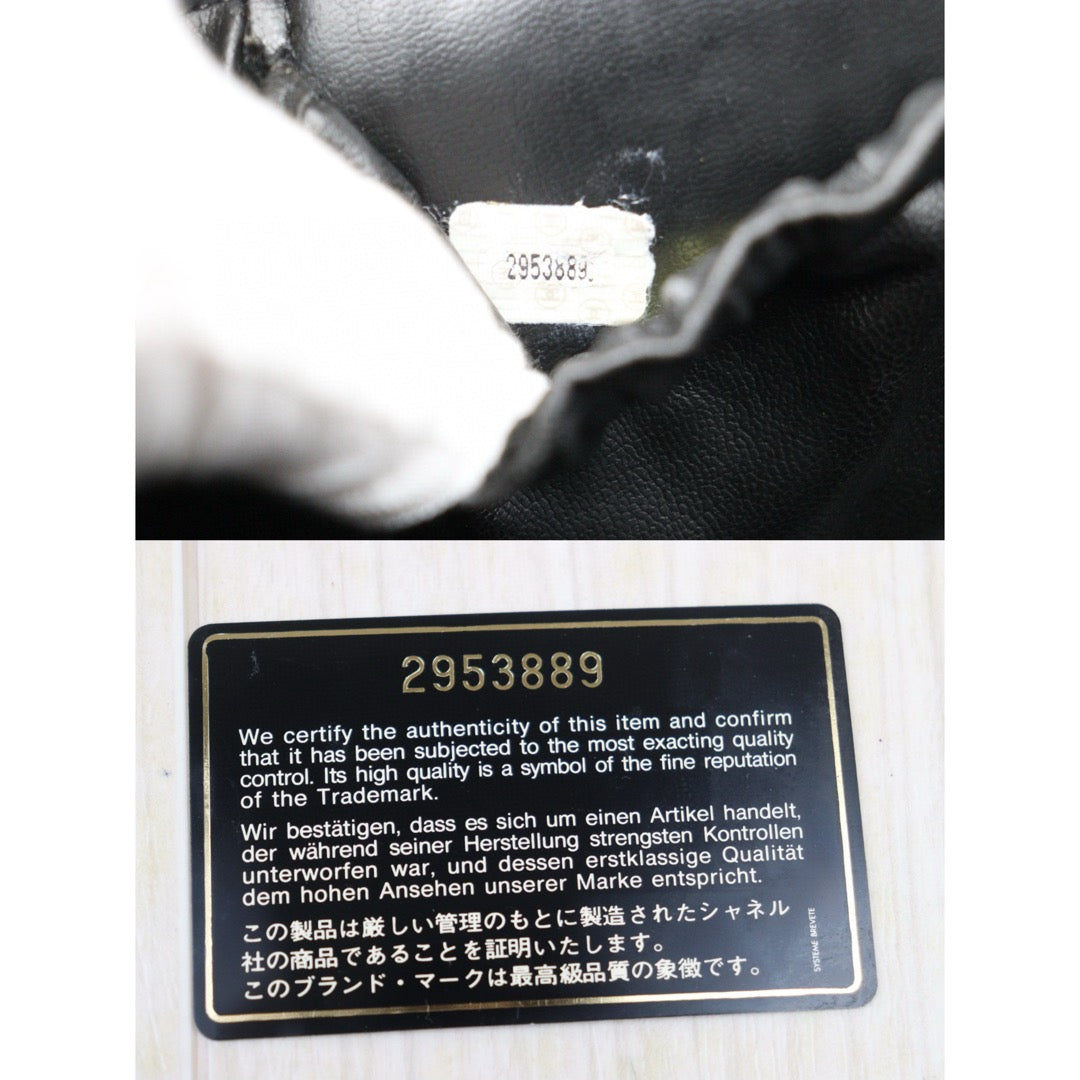 2953889
2953889
We certify the authenticity of this item and confirm
that it has been subjected to the most exacting quality
control. Its high quality is a symbol of the fine reputation
of the Trademark.
Wir bestätigen, dass es sich um einen Artikel handelt,
der während seiner Herstellung strengsten Kontrollen
unterworfen war, und dessen erstklassige Qualität
dem hohen Ansehen unserer Marke entspricht.
この製品は厳しい管理のもとに製造されたシャネル
社の商品であることを証明いたします。
このブランド・マークは最高級品質の象徴です。
SYSTEME BREVETE